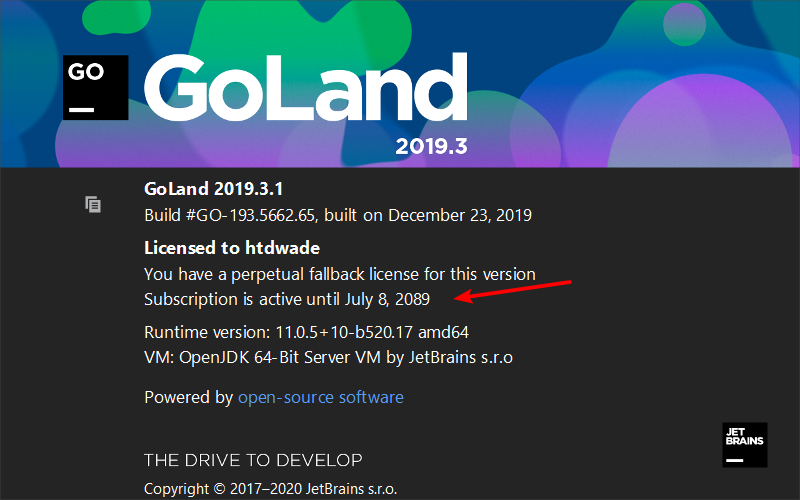 GO
GoLand
2019.3
GoLand 2019.3.1
Build #GO-193.5662.65, built on December 23, 2019
Licensed to htdwade
You have a perpetual fallback license for this version
Subscription is active until July 8, 2089
Runtime version: 11.0.5+10-b520.17 amd64
VM: OpenJDK 64-Bit Server VM by JetBrains s.r.o
Powered by open-source software
JET
BRAINS
THE DRIVE TO DEVELOP
Copyright © 2017–2020 JetBrains s.r.o.